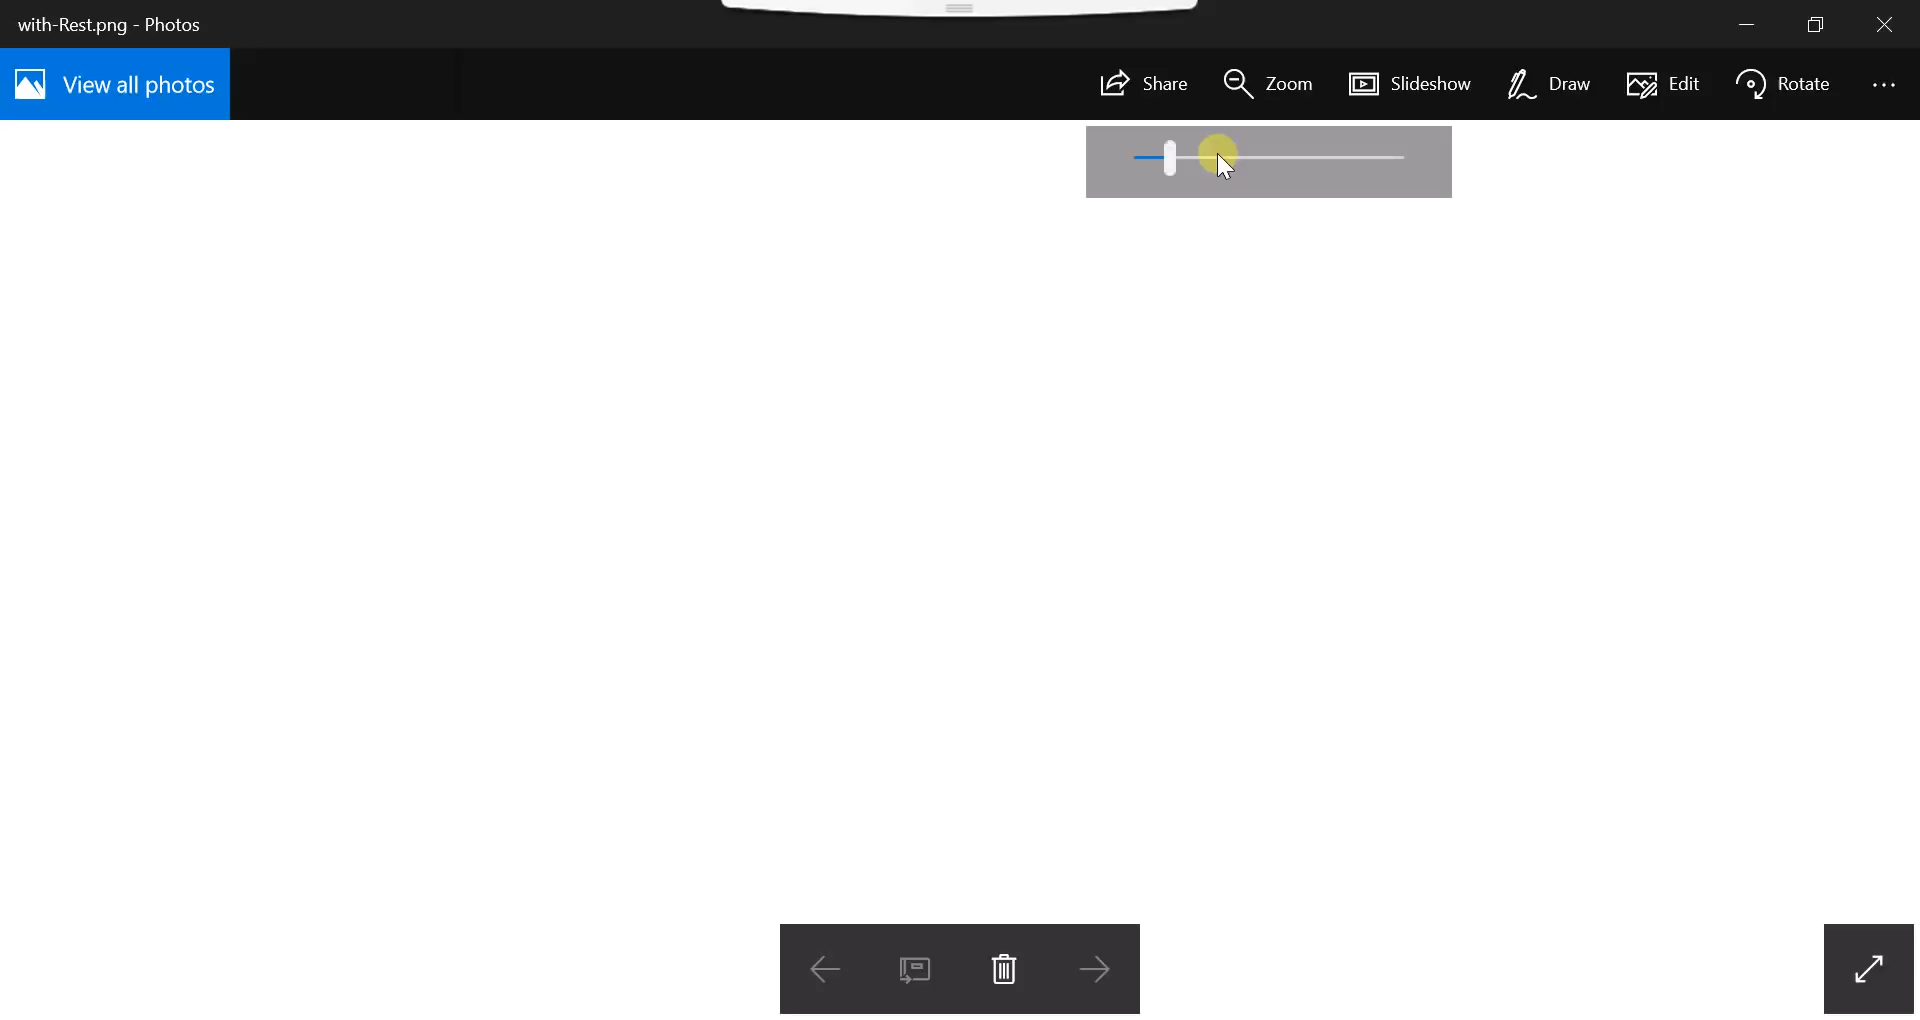 with-Rest.png - Photos
View all photos
Share
Zoom
Slideshow
Draw
Edit
Rotate